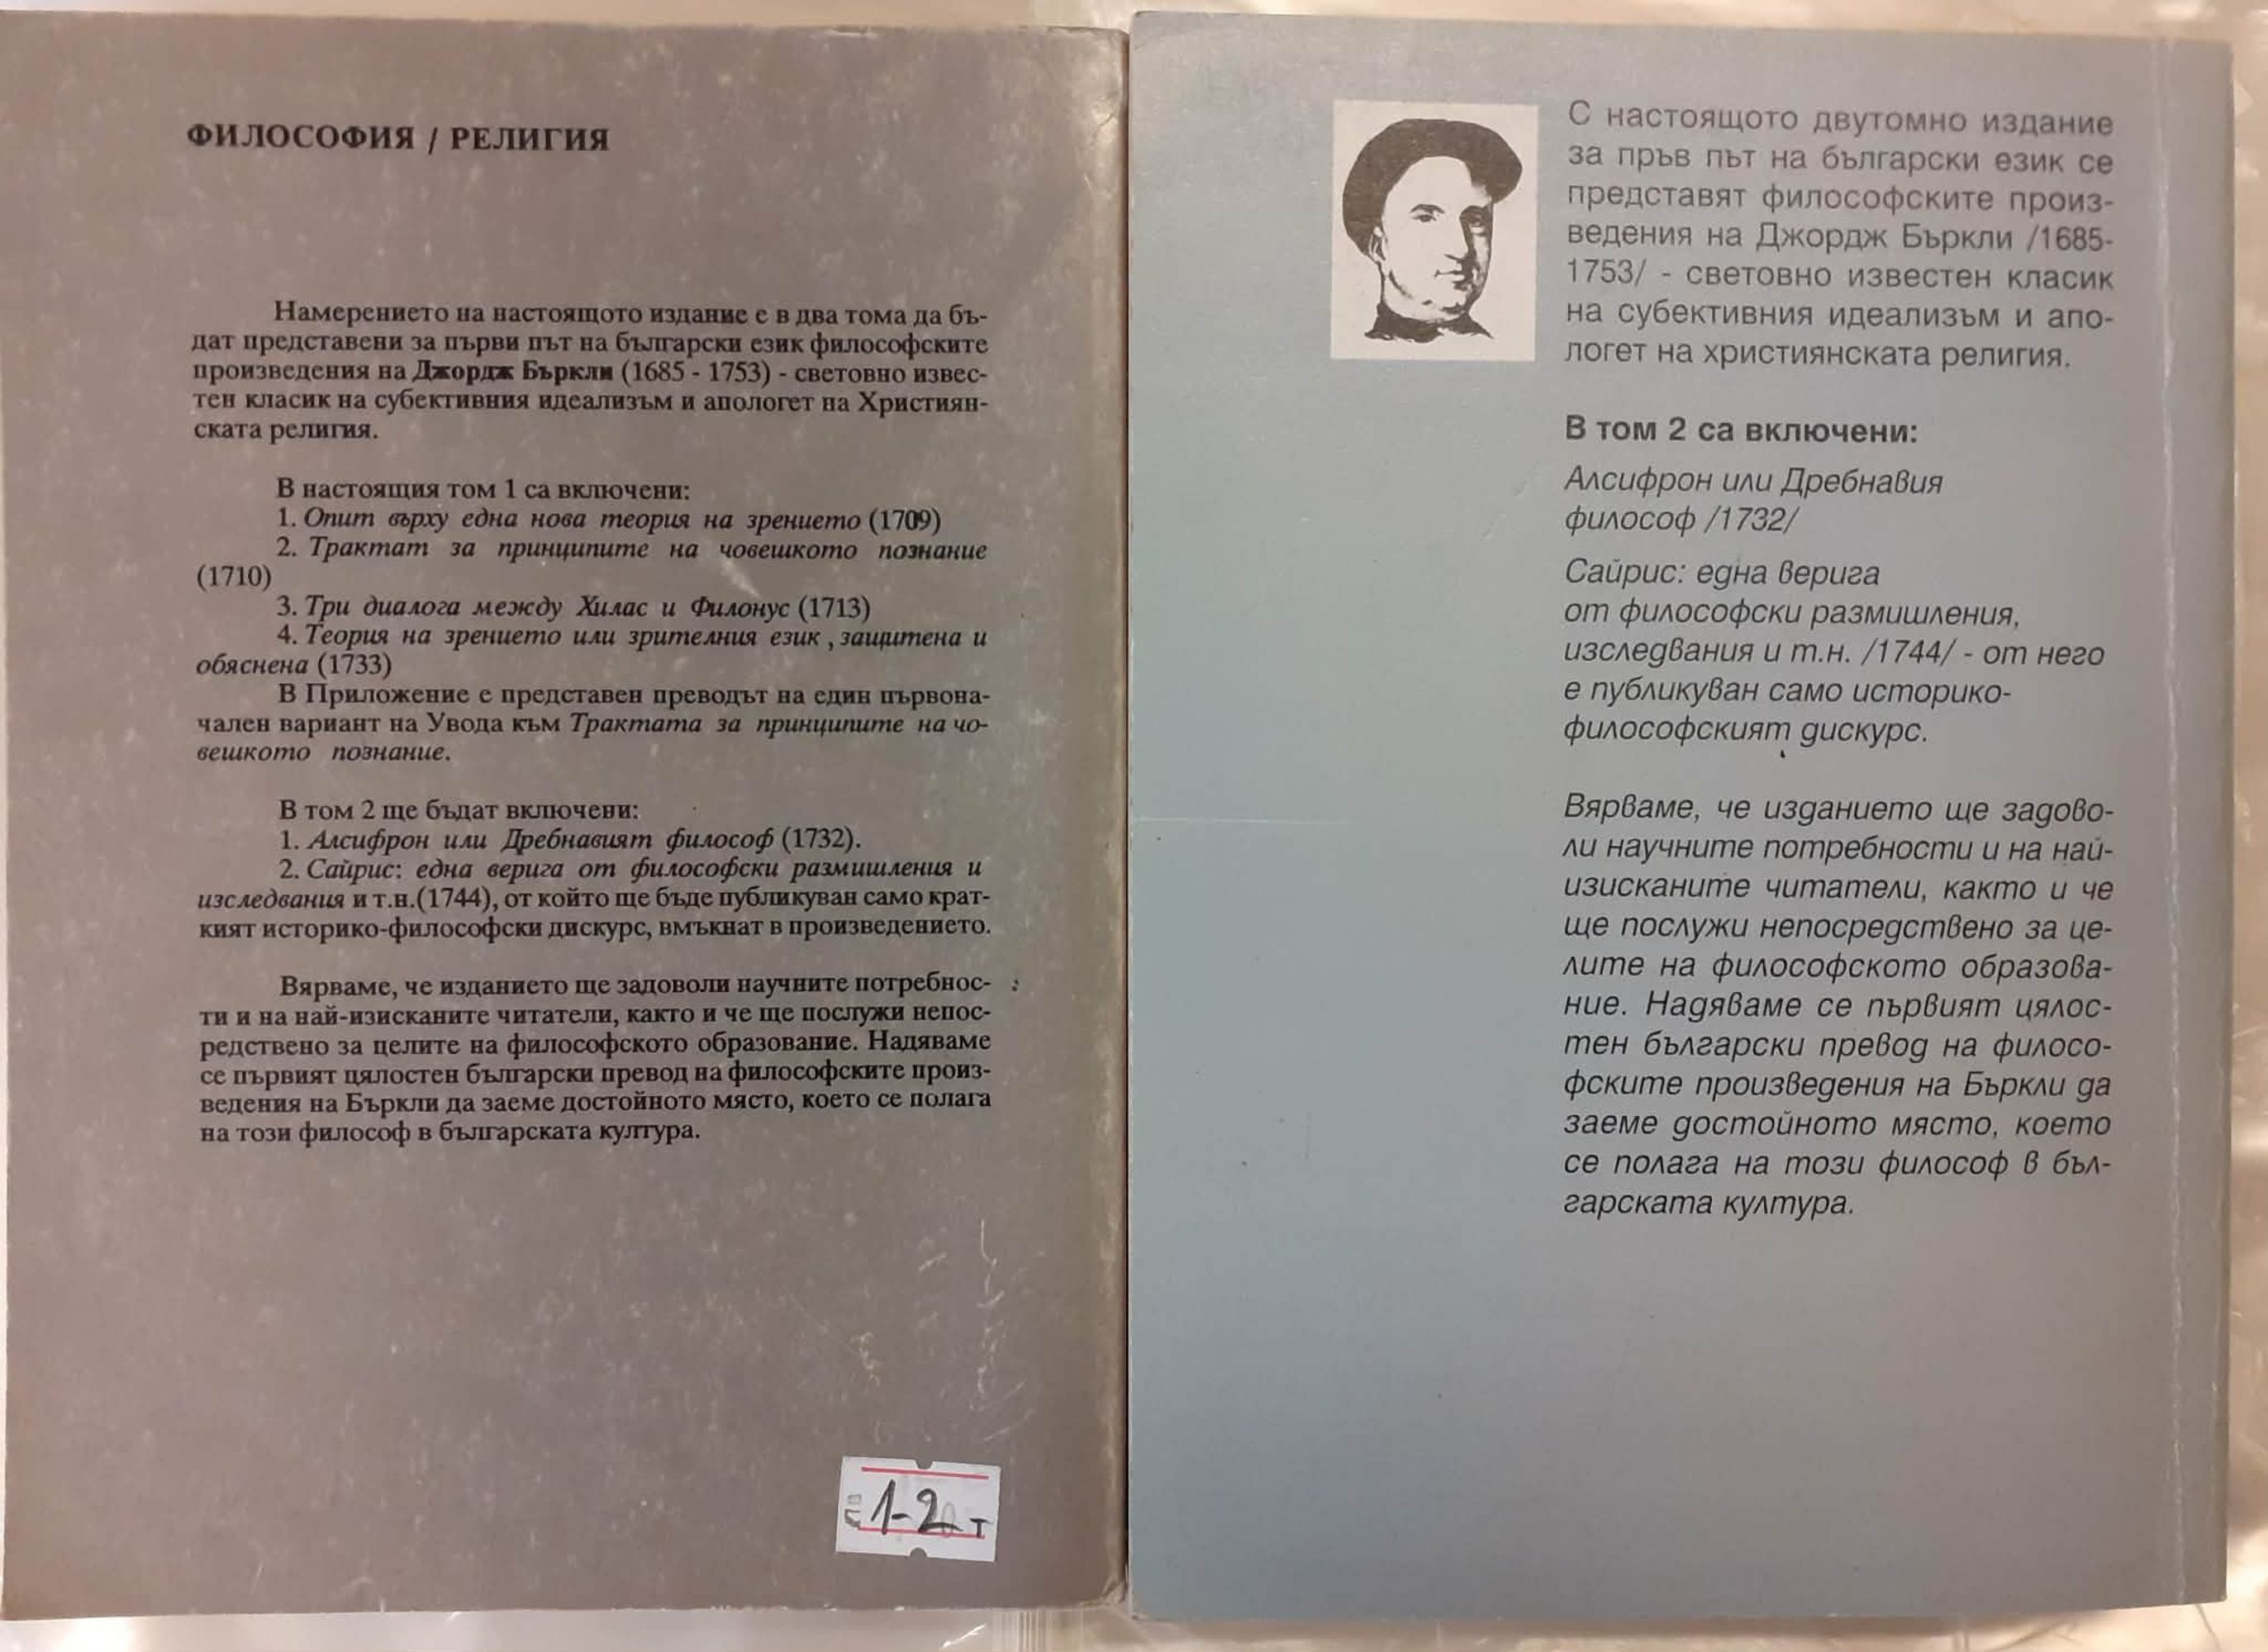 ФИЛОСОФИЯ / РЕЛИГИЯ
Намерението на настоящото издание е в два тома да бъ-
дат представени за първи път на български език философските
произведения на Джордж Бъркли (1685 - 1753) - световно извес-
тен класик на субективния идеализъм и апологет на Християн-
ската религия.
В настоящия том 1 са включени:
1. Опит върху една нова теория на зрението (1709)
2. Трактат за принципите на човешкото познание
(1710)
3. Три диалога между Хилас и Филонус (1713)
4. Теория на зрението или зрителния език , защитена и
обяснена (1733)
В Приложение е представен преводът на един първона-
чален вариант на Увода към Трактата за принципите на чо-
вешкото познание.
В том 2 ще бъдат включени:
1. Алсифрон или Дребнавият философ (1732).
2. Сайрис: една верига от философски размишления и
изследвания и т.н.(1744), от който ще бъде публикуван само крат-
кият историко-философски дискурс, вмъкнат в произведението.
Вярваме, че изданието ще задоволи научните потребнос-
ти и на най-изисканите читатели, както и че ще послужи непос-
редствено за целите на философското образование. Надяваме
се първият цялостен български превод на философските произ-
ведения на Бъркли да заеме достойното място, което се полага
на този философ в българската култура.
1-2 т
С настоящото двутомно издание
за пръв път на български език се
представят философските произ-
ведения на Джордж Бъркли /1685-
1753/ - световно известен класик
на субективния идеализъм и апо-
логет на християнската религия.
В том 2 са включени:
Алсифрон или Дребнавия
философ /1732/
Сайрис: една верига
от философски размишления,
изследвания и т.н. /1744/ - от него
е публикуван само историко-
философският дискурс.
Вярваме, че изданието ще задово-
ли научните потребности и на най-
изисканите читатели, както и че
ще послужи непосредствено за це-
лите на философското образова-
ние. Надяваме се първият цялос-
тен български превод на филосо-
фските произведения на Бъркли да
заеме достойното място, което
се полага на този философ в бъл-
гарската култура.